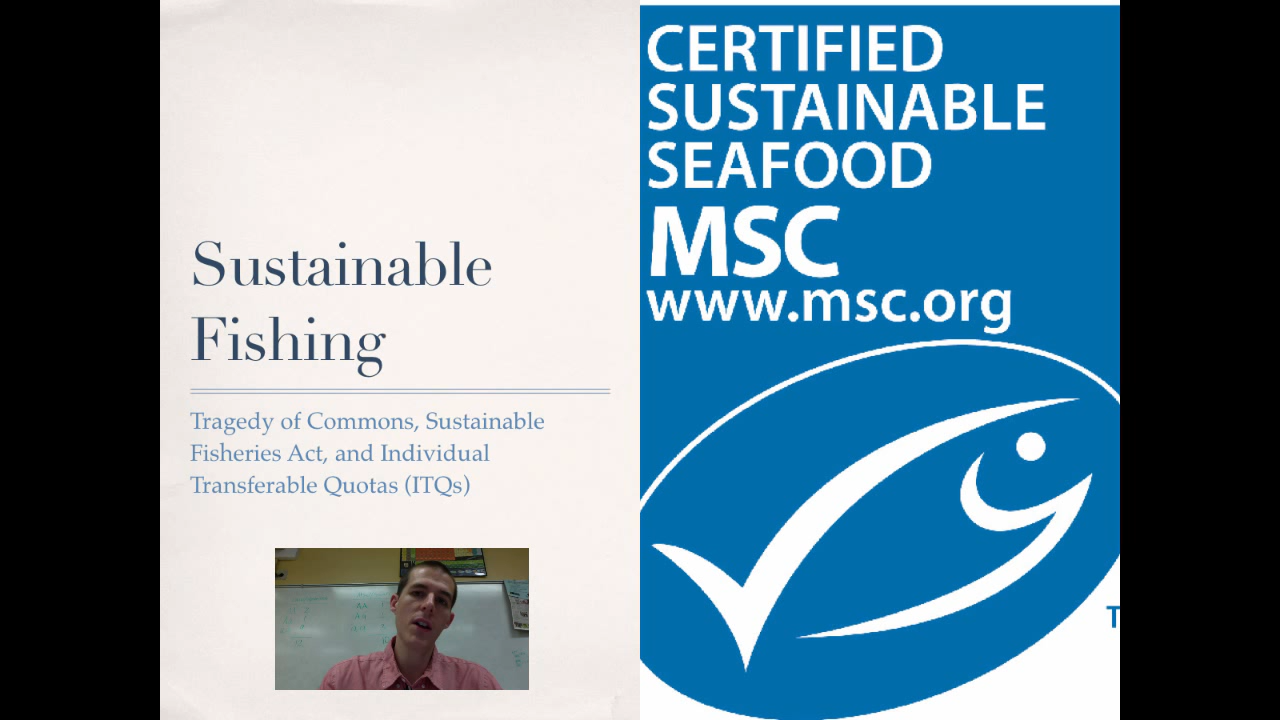 Sustainable
Fishing
Tragedy of Commons, Sustainable
Fisheries Act, and Individual
Transferable Quotas (ITQs)
CERTIFIED
SUSTAINABLE
SEAFOOD
MSC
www.msc.org
T